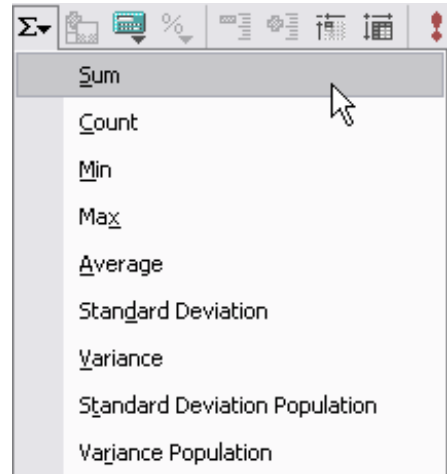 Σ
%
Sum
Count
Min
Max
Average
Standard Deviation
Variance
Standard Deviation Population
Variance Population